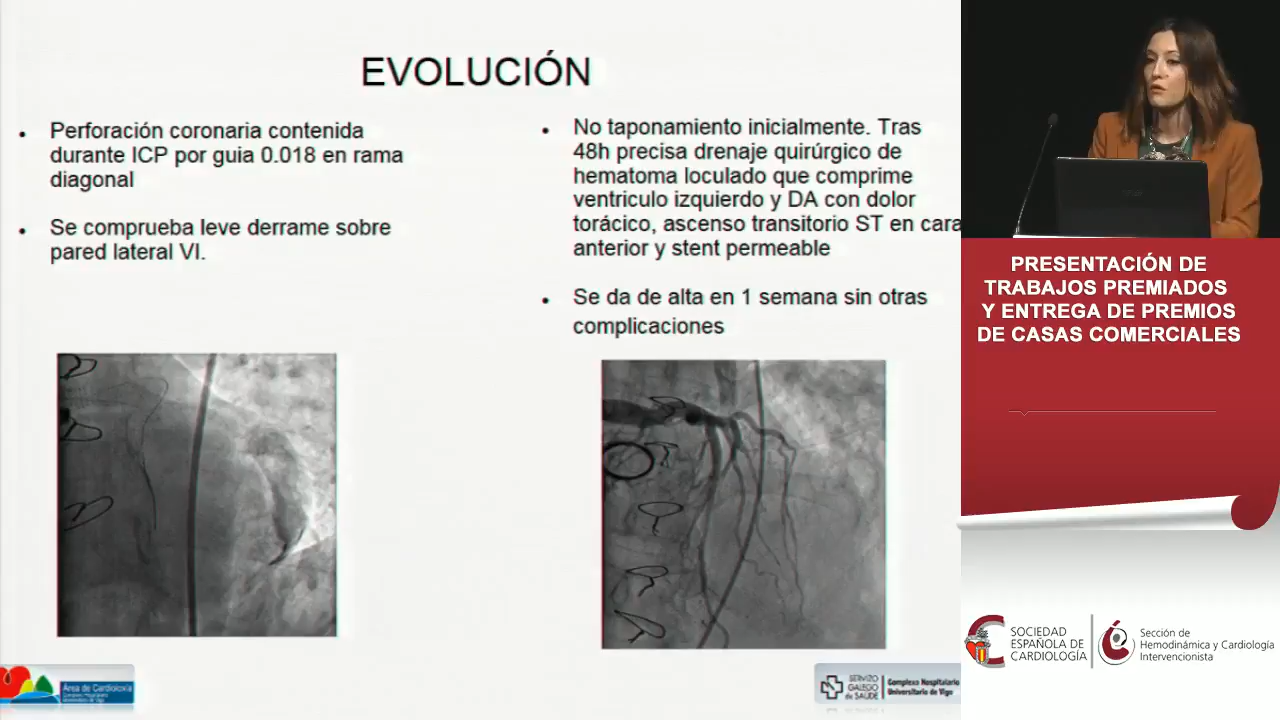 EVOLUCIÓN
Perforación coronaria contenida
durante ICP por guia 0.018 en rama
diagonal
Se comprueba leve derrame sobre
pared lateral VI.
No taponamiento inicialmente. Tras
48h precisa drenaje quirúrgico de
hematoma loculado que comprime
ventriculo izquierdo y DA con dolor
torácico, ascenso transitorio ST en cara
anterior y stent permeable
Se da de alta en 1 semana sin otras
complicaciones
Área de Cardioloxía
SERVIZO
GALEGO
de SAÚDE
Complexo Hospitalario
Universitario de Vigo
PRESENTACIÓN DE
TRABAJOS PREMIADOS
Y ENTREGA DE PREMIOS
DE CASAS COMERCIALES
SOCIEDAD
ESPAÑOLA DE
CARDIOLOGÍA
Sección de
Hemodinámica y Cardiología
Intervencionista